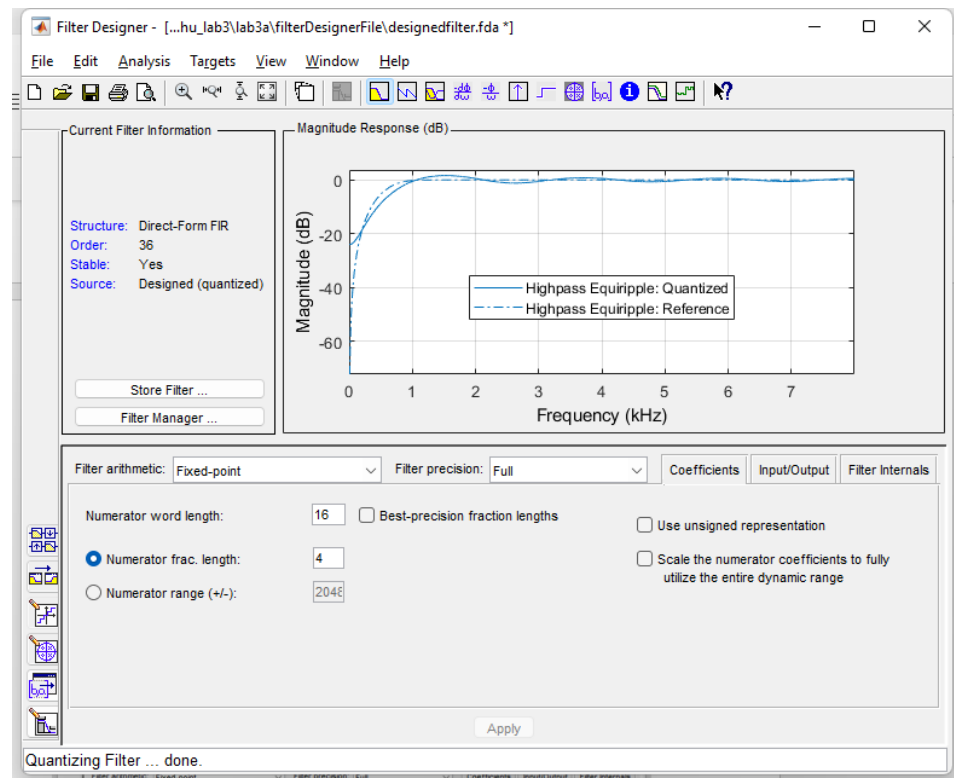 Filter Designer - [...hu_lab3\lab3a\filterDesignerFile\designedfilter.fda *]
File Edit Analysis Targets View Window Help
Current Filter Information
Structure: Direct-Form FIR
Order: 36
Stable: Yes
Source: Designed (quantized)
Store Filter ...
Filter Manager ...
Magnitude Response (dB)
Magnitude (dB)
0
-20
-40
-60
Highpass Equiripple: Quantized
Highpass Equiripple: Reference
0 1 2 3 4 5 6 7
Frequency (kHz)
Filter arithmetic: Fixed-point Filter precision: Full Coefficients Input/Output Filter Internals
Numerator word length: 16 Best-precision fraction lengths
Use unsigned representation
Numerator frac. length: 4
Scale the numerator coefficients to fully
utilize the entire dynamic range
Numerator range (+/-): 2048
Apply
Quantizing Filter ... done.